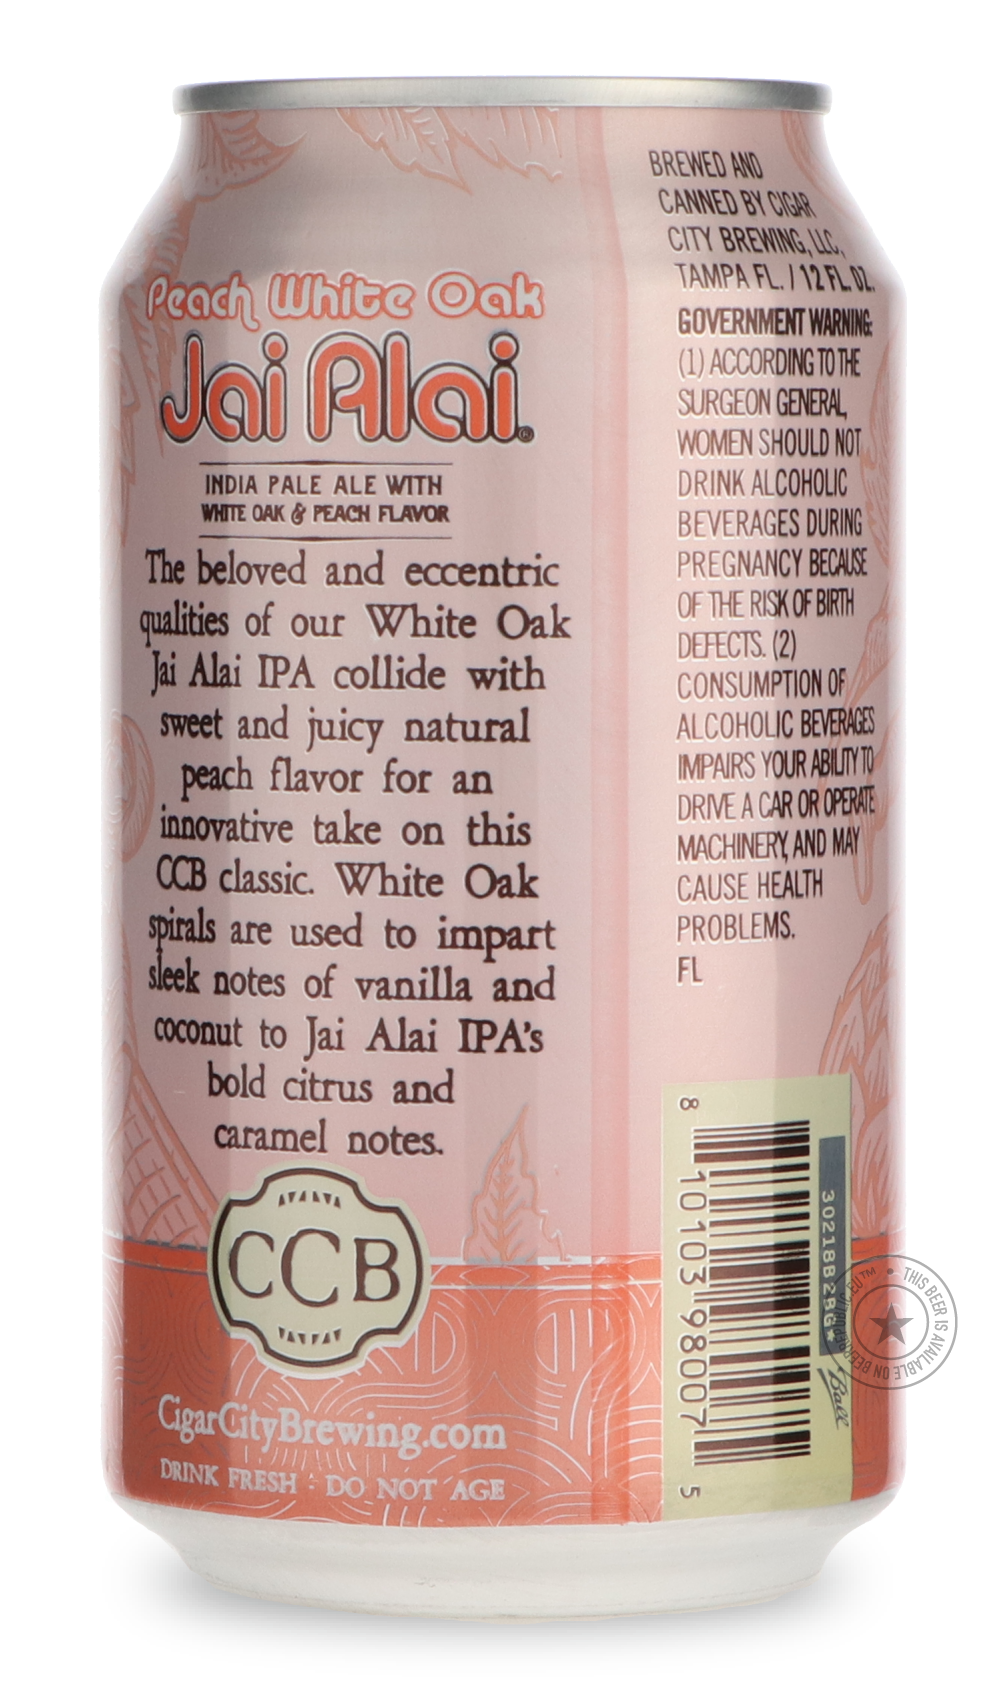 Peach White Oak
Jai Alai®
INDIA PALE ALE WITH
WHITE OAK & PEACH FLAVOR
The beloved and eccentric
qualities of our White Oak
Jai Alai IPA collide with
sweet and juicy natural
peach flavor for an
innovative take on this
CCB classic. White Oak
spirals are used to impart
sleek notes of vanilla and
coconut to Jai Alai IPA's
bold citrus and
caramel notes.
CCB
CigarCityBrewing.com
DRINK FRESH · DO NOT AGE
BREWED AND
CANNED BY CIGAR
CITY BREWING, LLC,
TAMPA FL. / 12 FL. OZ.
GOVERNMENT WARNING:
(1) ACCORDING TO THE
SURGEON GENERAL,
WOMEN SHOULD NOT
DRINK ALCOHOLIC
BEVERAGES DURING
PREGNANCY BECAUSE
OF THE RISK OF BIRTH
DEFECTS. (2)
CONSUMPTION OF
ALCOHOLIC BEVERAGES
IMPAIRS YOUR ABILITY TO
DRIVE A CAR OR OPERATE
MACHINERY, AND MAY
CAUSE HEALTH
PROBLEMS.
FL
8 10103 98007 5
Ball
THIS BEER IS AVAILABLE ON